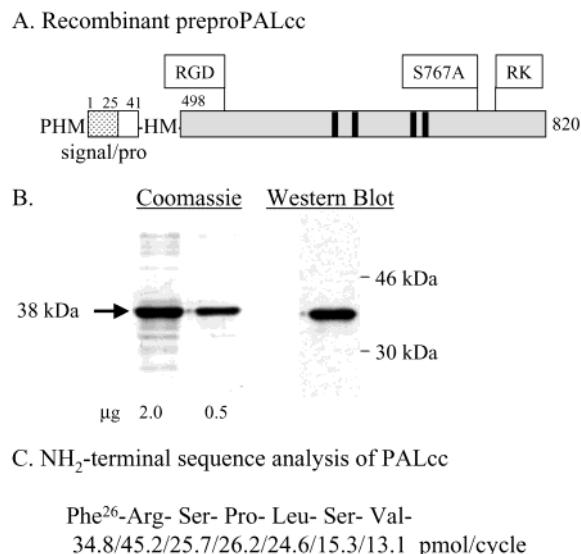 A. Recombinant preproPALcc
RGD S767A RK
1 25 41 498
PHM -HM- 820
signal/pro
B. Coomassie Western Blot
46 kDa
38 kDa
30 kDa
µg 2.0 0.5
C. NH₂-terminal sequence analysis of PALcc
Phe²⁶-Arg- Ser- Pro- Leu- Ser- Val-
34.8/45.2/25.7/26.2/24.6/15.3/13.1 pmol/cycle